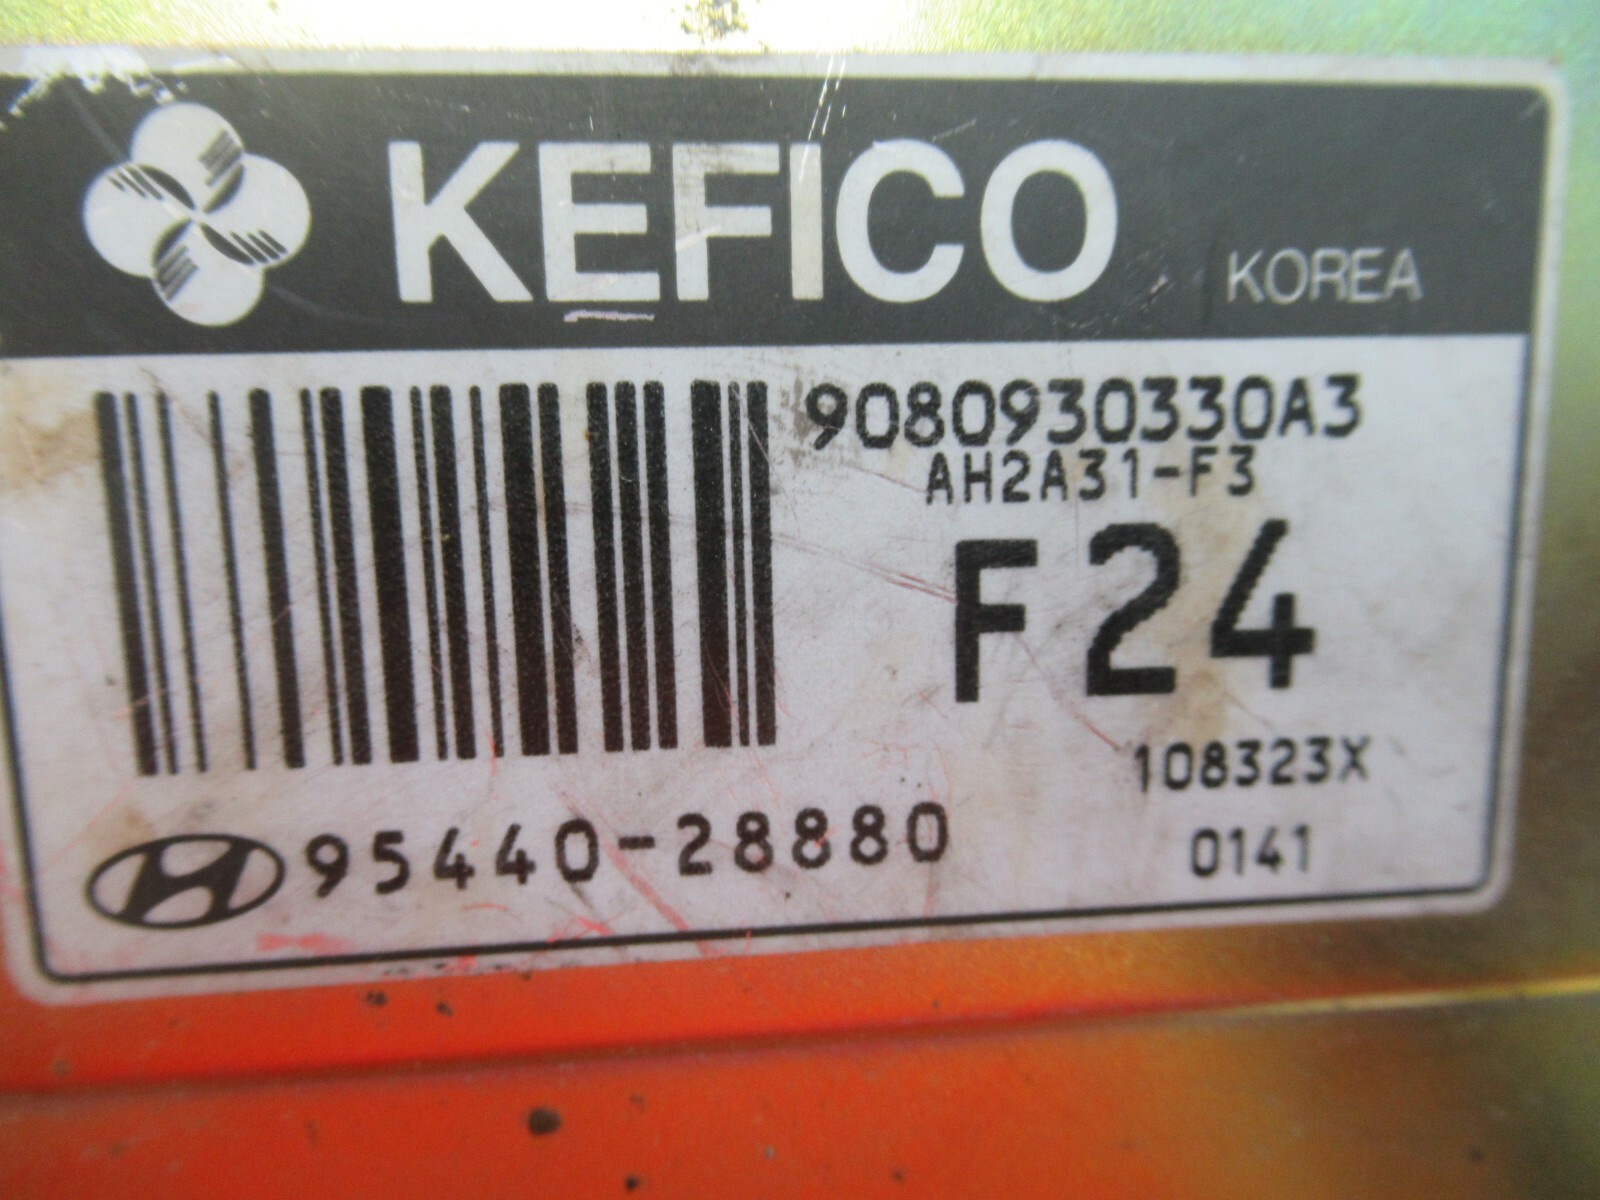 KEFICO KOREA
9080930330A3
AH2A31-F3
F24
108323X
95440-28880
0141